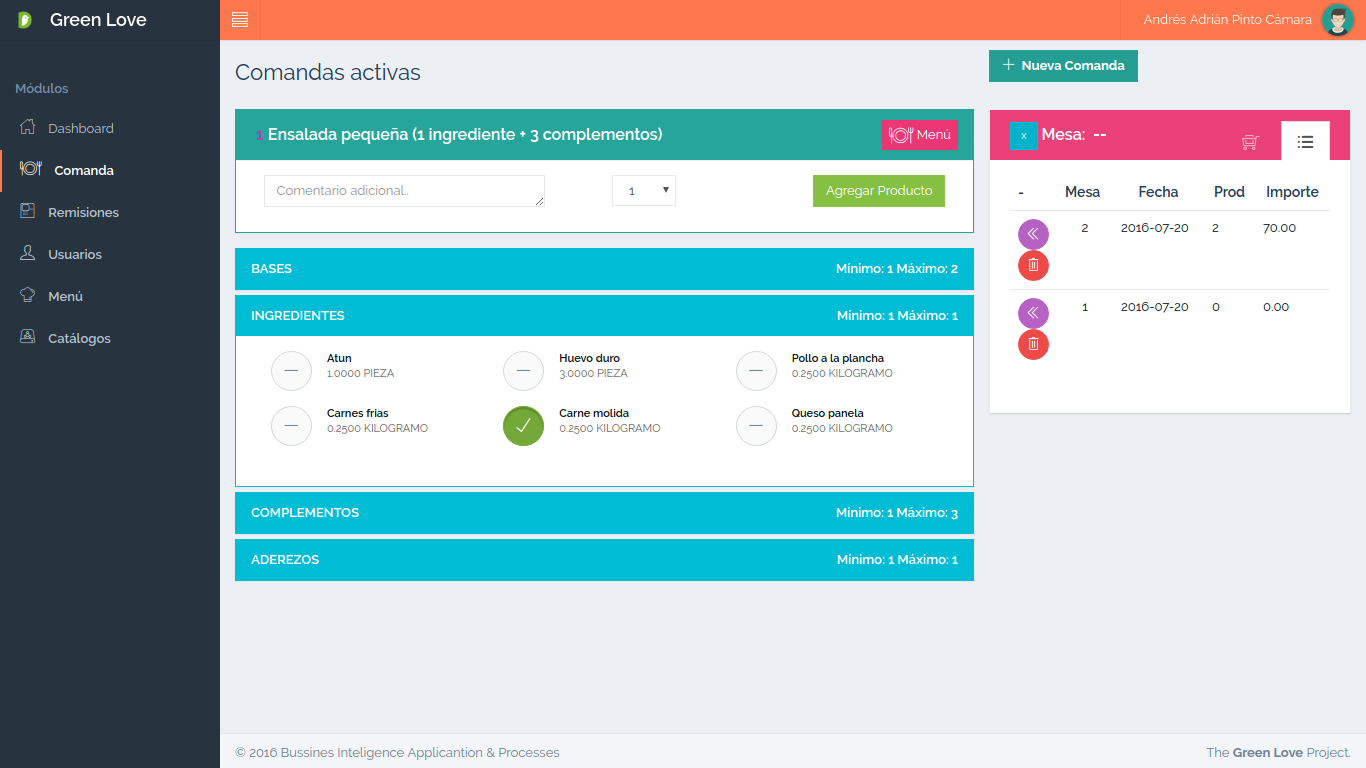 Green Love
Andrés Adrián Pinto Cámara
Módulos
Dashboard
Comanda
Remisiones
Usuarios
Menú
Catálogos
Comandas activas
Nueva Comanda
1 Ensalada pequeña (1 ingrediente + 3 complementos)
Menú
Comentario adicional..
1
Agregar Producto
BASES
Mínimo: 1 Máximo: 2
INGREDIENTES
Mínimo: 1 Máximo: 1
Atun
1.0000 PIEZA
Huevo duro
3.0000 PIEZA
Pollo a la plancha
0.2500 KILOGRAMO
Carnes frias
0.2500 KILOGRAMO
Carne molida
0.2500 KILOGRAMO
Queso panela
0.2500 KILOGRAMO
COMPLEMENTOS
Mínimo: 1 Máximo: 3
ADEREZOS
Mínimo: 1 Máximo: 1
x Mesa: --
- Mesa Fecha Prod Importe
2 2016-07-20 2 70.00
1 2016-07-20 0 0.00
© 2016 Bussines Inteligence Applicantion & Processes
The Green Love Project.